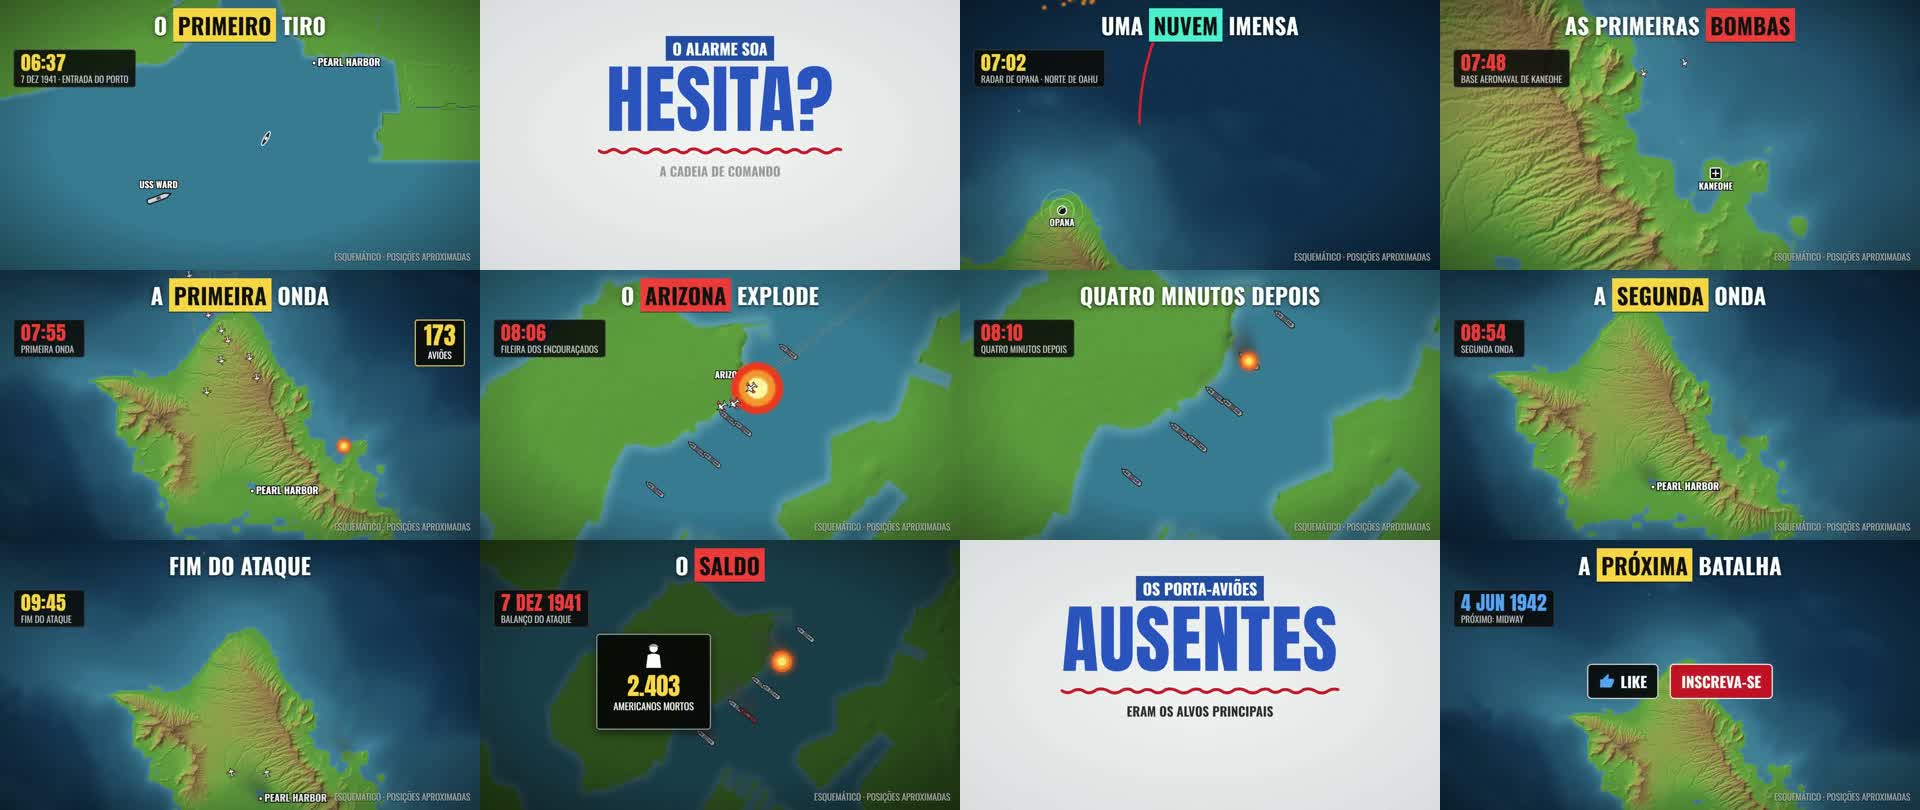 O PRIMEIRO TIRO
06:37
7 DEZ 1941 · ENTRADA DO PORTO
PEARL HARBOR
USS WARD
ESQUEMÁTICO · POSIÇÕES APROXIMADAS
O ALARME SOA
HESITA?
A CADEIA DE COMANDO
UMA NUVEM IMENSA
07:02
RADAR DE OPANA · NORTE DE OAHU
OPANA
ESQUEMÁTICO · POSIÇÕES APROXIMADAS
AS PRIMEIRAS BOMBAS
07:48
BASE AERONAVAL DE KANEOHE
KANEOHE
ESQUEMÁTICO · POSIÇÕES APROXIMADAS
A PRIMEIRA ONDA
07:55
PRIMEIRA ONDA
173
AVIÕES
PEARL HARBOR
ESQUEMÁTICO · POSIÇÕES APROXIMADAS
O ARIZONA EXPLODE
08:06
FILEIRA DOS ENCOURAÇADOS
ARIZO
ESQUEMÁTICO · POSIÇÕES APROXIMADAS
QUATRO MINUTOS DEPOIS
08:10
QUATRO MINUTOS DEPOIS
ESQUEMÁTICO · POSIÇÕES APROXIMADAS
A SEGUNDA ONDA
08:54
SEGUNDA ONDA
PEARL HARBOR
ESQUEMÁTICO · POSIÇÕES APROXIMADAS
FIM DO ATAQUE
09:45
FIM DO ATAQUE
PEARL HARBOR
ESQUEMÁTICO · POSIÇÕES APROXIMADAS
O SALDO
7 DEZ 1941
BALANÇO DO ATAQUE
2.403
AMERICANOS MORTOS
ESQUEMÁTICO · POSIÇÕES APROXIMADAS
OS PORTA-AVIÕES
AUSENTES
ERAM OS ALVOS PRINCIPAIS
A PRÓXIMA BATALHA
4 JUN 1942
PRÓXIMO: MIDWAY
LIKE
INSCREVA-SE
ESQUEMÁTICO · POSIÇÕES APROXIMADAS